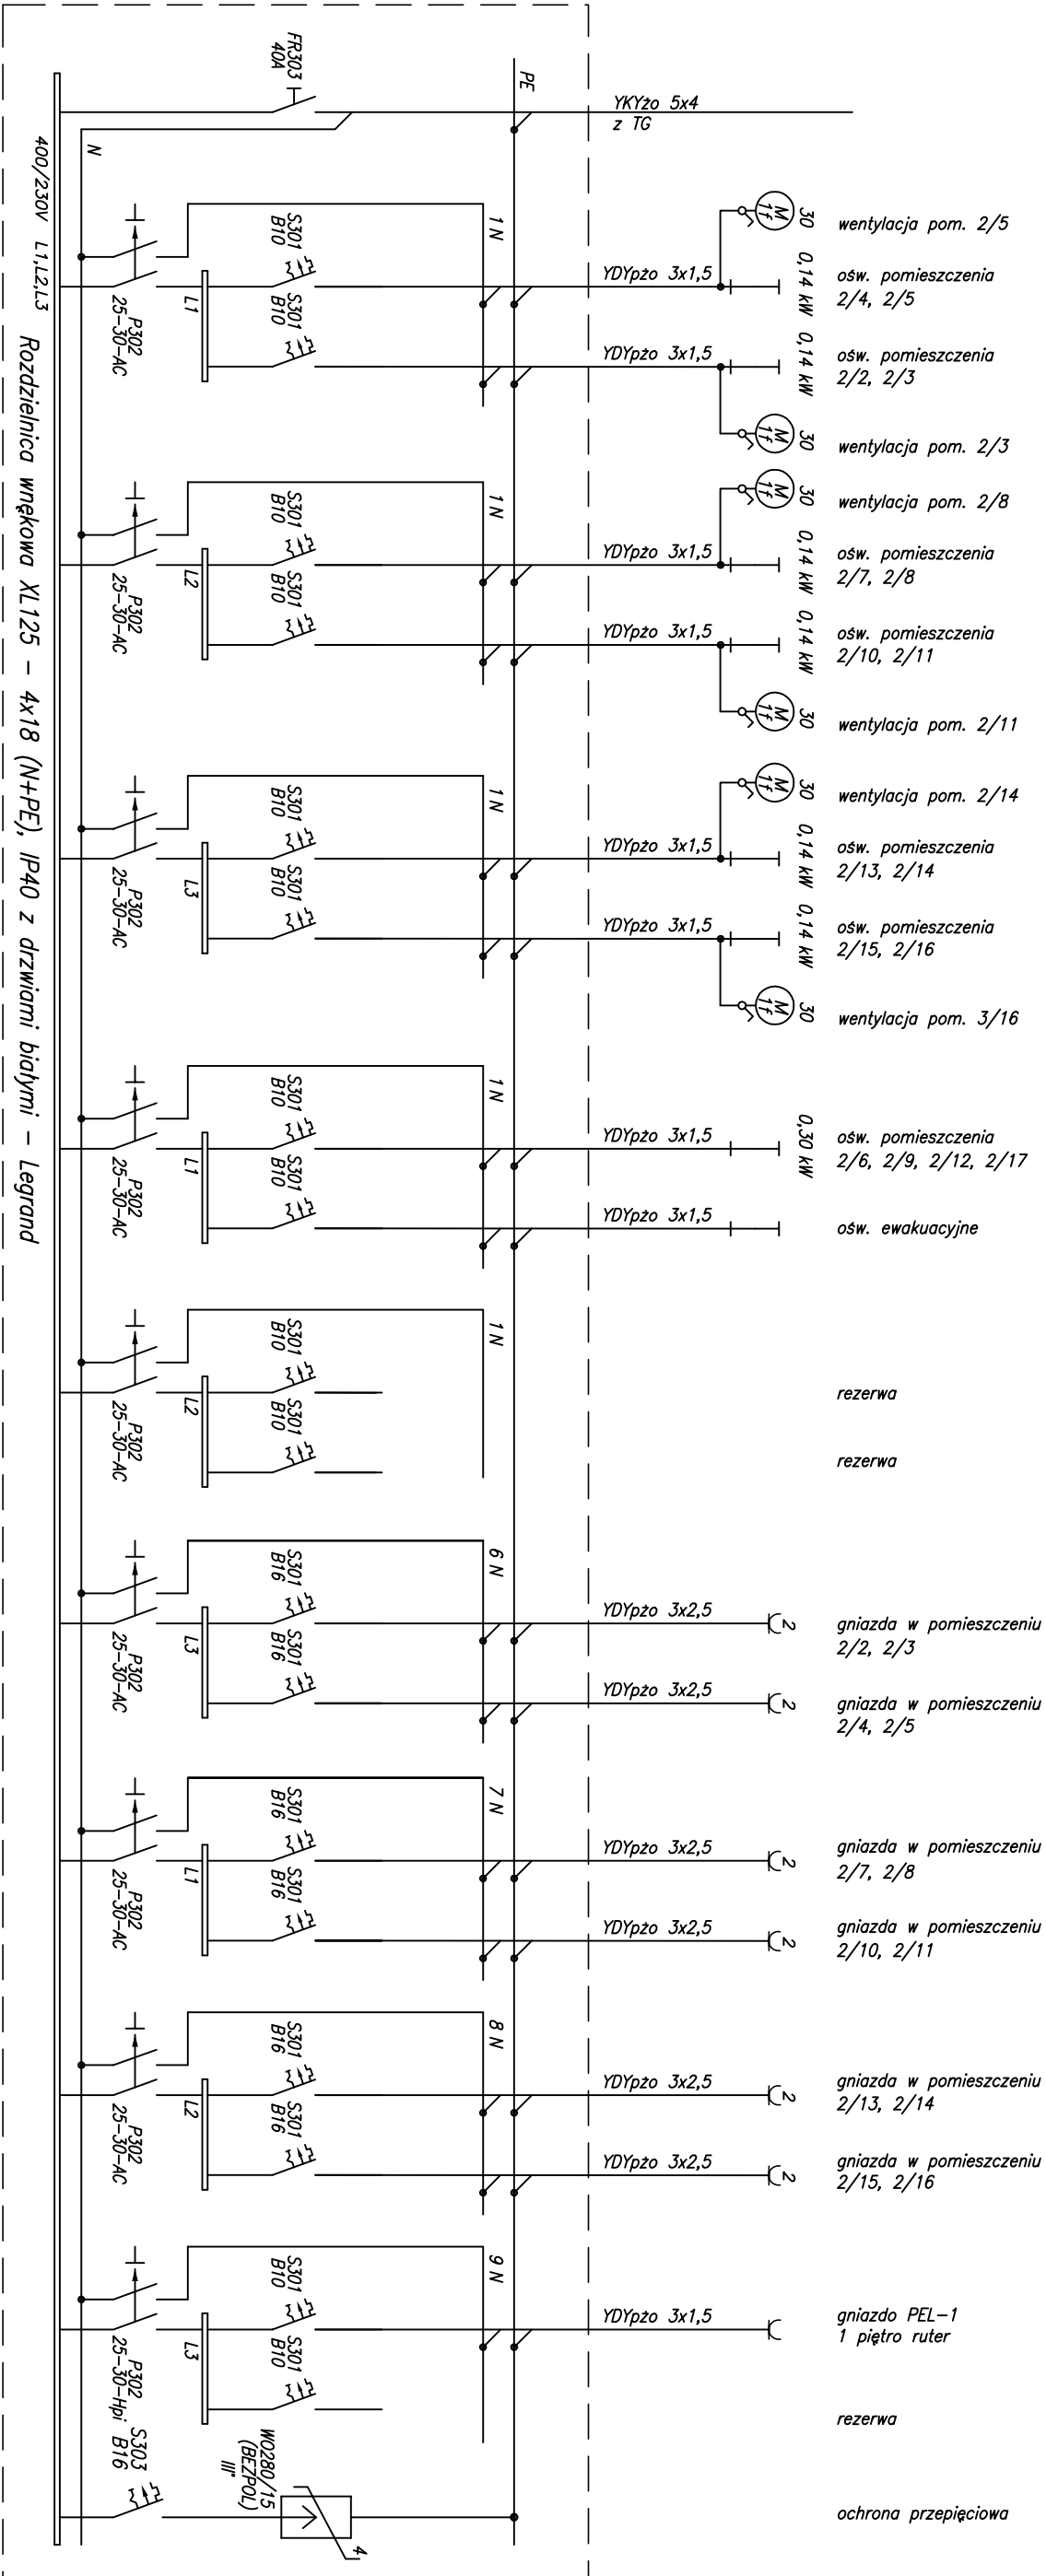 FR303
40A
PE
YKYżo 5x4
z TG
N
400/230V L1,L2,L3
Rozdzielnica wnękowa XL125 - 4x18 (N+PE), IP40 z drzwiami białymi - Legrand
P302
25-30-AC
L1
S301
B10
S301
B10
1 N
YDYpżo 3x1,5
YDYpżo 3x1,5
M
1f
30
wentylacja pom. 2/5
0,14 kW
ośw. pomieszczenia
2/4, 2/5
0,14 kW
ośw. pomieszczenia
2/2, 2/3
M
1f
30
wentylacja pom. 2/3
P302
25-30-AC
L2
S301
B10
S301
B10
1 N
YDYpżo 3x1,5
YDYpżo 3x1,5
M
1f
30
wentylacja pom. 2/8
0,14 kW
ośw. pomieszczenia
2/7, 2/8
0,14 kW
ośw. pomieszczenia
2/10, 2/11
M
1f
30
wentylacja pom. 2/11
P302
25-30-AC
L3
S301
B10
S301
B10
1 N
YDYpżo 3x1,5
YDYpżo 3x1,5
M
1f
30
wentylacja pom. 2/14
0,14 kW
ośw. pomieszczenia
2/13, 2/14
0,14 kW
ośw. pomieszczenia
2/15, 2/16
M
1f
30
wentylacja pom. 3/16
P302
25-30-AC
L1
S301
B10
S301
B10
1 N
YDYpżo 3x1,5
YDYpżo 3x1,5
0,30 kW
ośw. pomieszczenia
2/6, 2/9, 2/12, 2/17
ośw. ewakuacyjne
P302
25-30-AC
L2
S301
B10
S301
B10
1 N
rezerwa
rezerwa
P302
25-30-AC
L3
S301
B16
S301
B16
6 N
YDYpżo 3x2,5
YDYpżo 3x2,5
2
gniazda w pomieszczeniu
2/2, 2/3
2
gniazda w pomieszczeniu
2/4, 2/5
P302
25-30-AC
L1
S301
B16
S301
B16
7 N
YDYpżo 3x2,5
YDYpżo 3x2,5
2
gniazda w pomieszczeniu
2/7, 2/8
2
gniazda w pomieszczeniu
2/10, 2/11
P302
25-30-AC
L2
S301
B16
S301
B16
8 N
YDYpżo 3x2,5
YDYpżo 3x2,5
2
gniazda w pomieszczeniu
2/13, 2/14
2
gniazda w pomieszczeniu
2/15, 2/16
P302
25-30-Hpi
L3
S301
B10
S301
B10
9 N
YDYpżo 3x1,5
gniazdo PEL-1
1 piętro ruter
rezerwa
S303
B16
WO280/15
(BEZPOL)
III°
4
ochrona przepięciowa